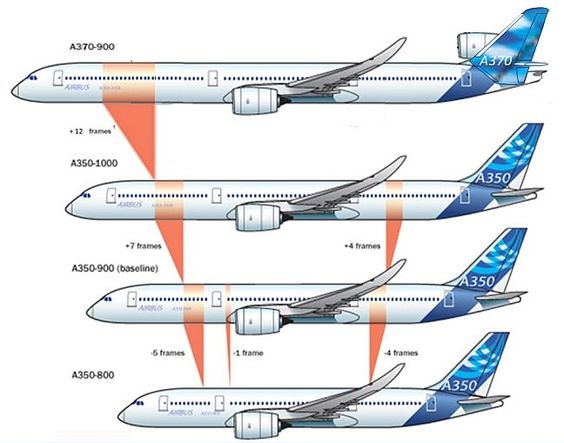 A370-900
A370
AIRBUS
+12 frames¹
A350-1000
A350
AIRBUS
+7 frames
+4 frames
A350-900 (baseline)
A350
AIRBUS
-5 frames
-1 frame
-4 frames
A350-800
A350
AIRBUS